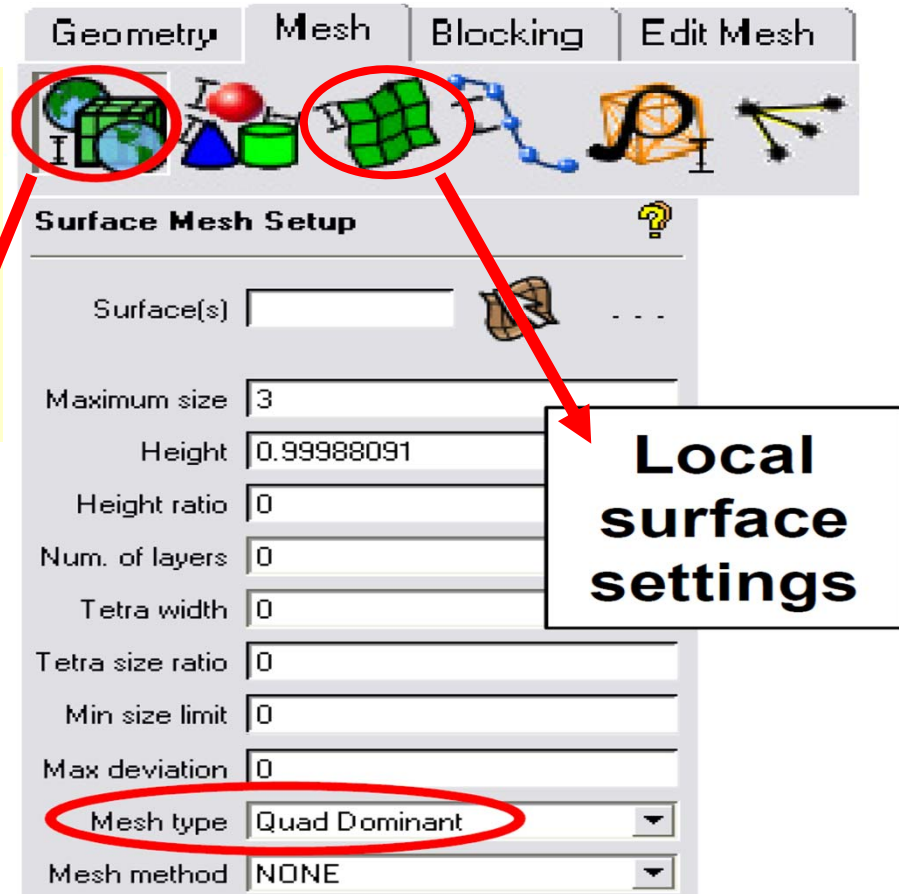 Geometry Mesh Blocking Edit Mesh
Surface Mesh Setup
Surface(s) . . .
Maximum size 3
Height 0.99988091
Height ratio 0
Num. of layers 0
Tetra width 0
Tetra size ratio 0
Min size limit 0
Max deviation 0
Mesh type Quad Dominant
Mesh method NONE
Local
surface
settings